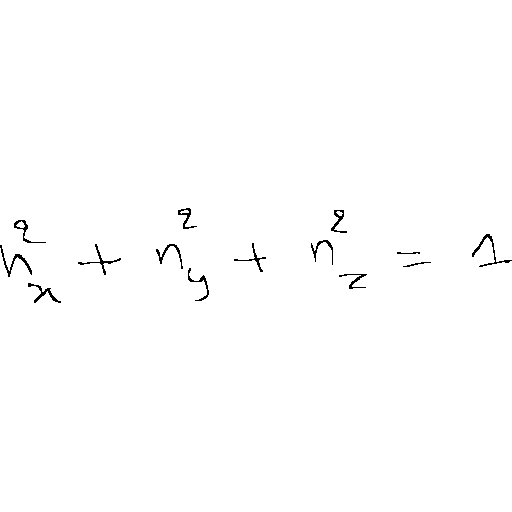 n_x^2 + n_y^2 + n_z^2 = 1